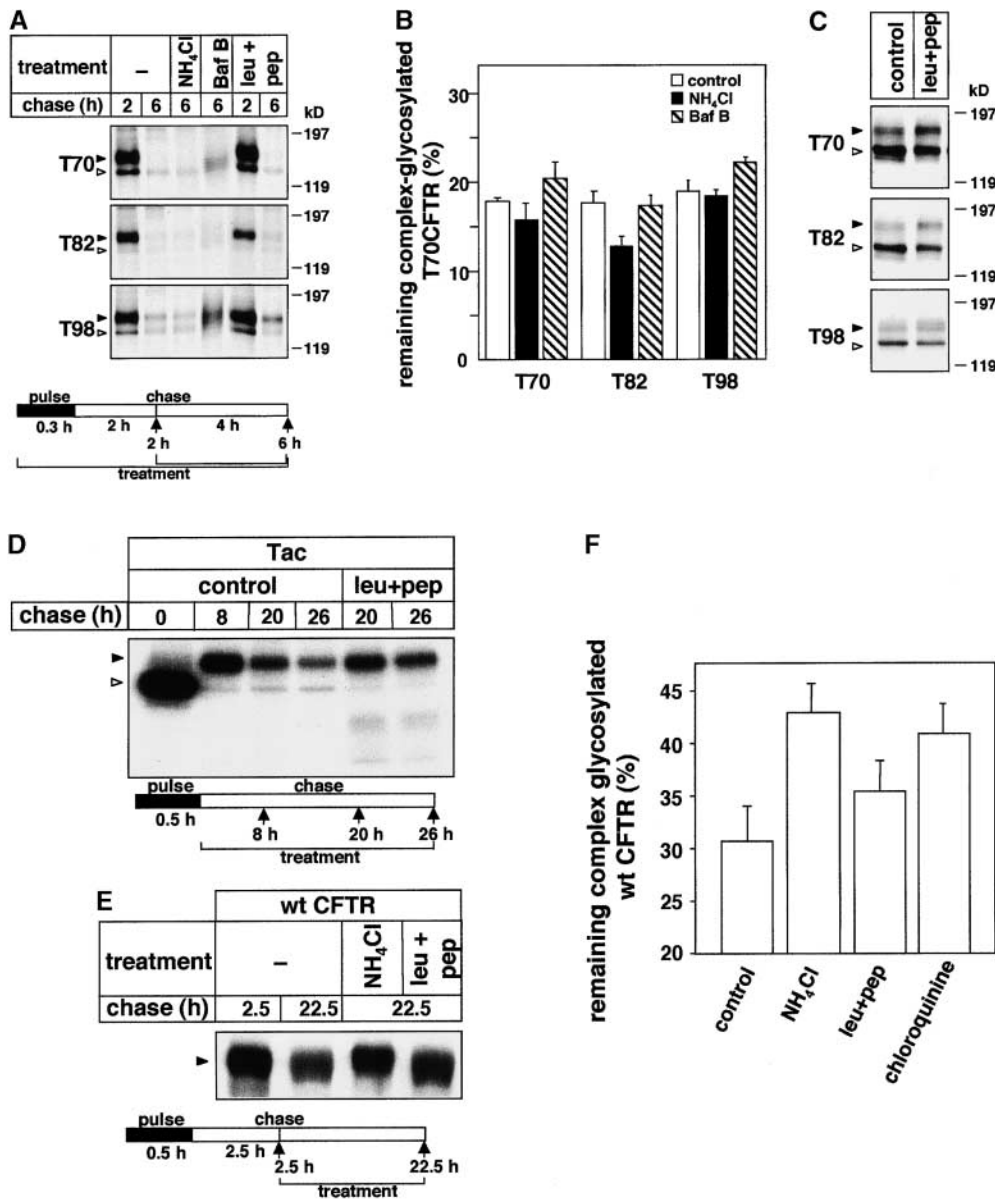 A
treatment – NH4Cl Baf B leu + pep
chase (h) 2 6 6 6 2 6 kD
T70 –197
–119
T82 –197
–119
T98 –197
–119
pulse chase
0.3 h 2 h 4 h
2 h 6 h
treatment
B
remaining complex-glycosylated
T70CFTR (%)
30
20
10
0
control
NH4Cl
Baf B
T70 T82 T98
C
control leu+pep
kD
T70 –197
–119
T82 –197
–119
T98 –197
–119
D
Tac
control leu+pep
chase (h) 0 8 20 26 20 26
pulse chase
0.5 h 8 h 20 h 26 h
treatment
E
wt CFTR
treatment – NH4Cl leu + pep
chase (h) 2.5 22.5 22.5
pulse chase
0.5 h 2.5 h 2.5 h 22.5 h
treatment
F
remaining complex glycosylated
wt CFTR (%)
45
40
35
30
25
20
control NH4Cl leu+pep chloroquinine